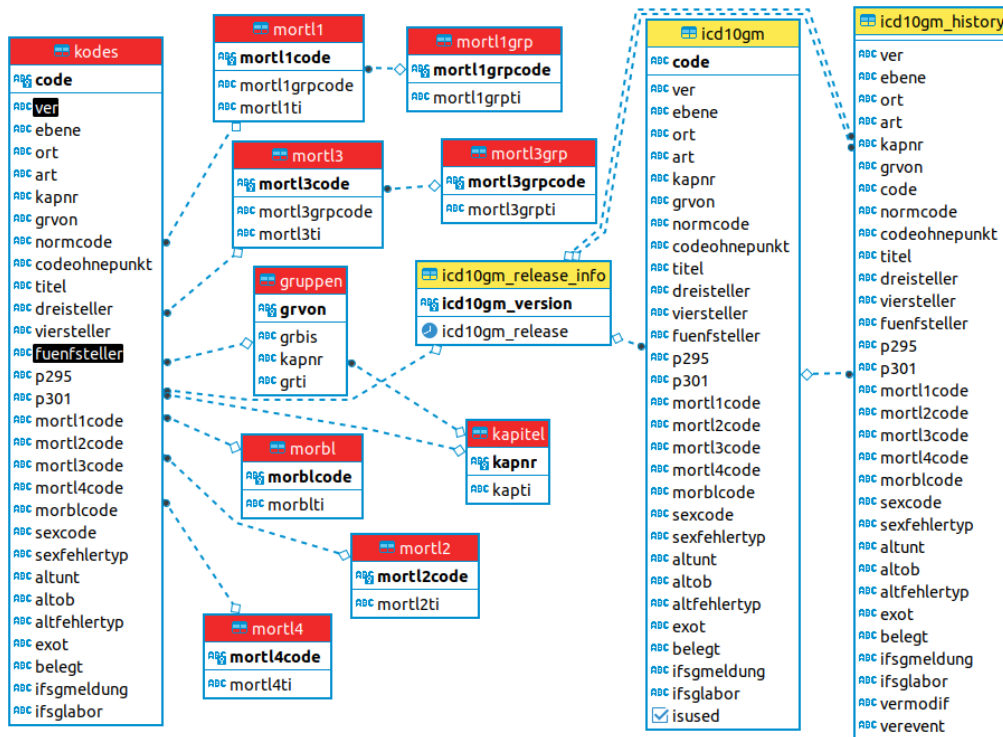 kodes
code
ver
ebene
ort
art
kapnr
grvon
normcode
codeohnepunkt
titel
dreisteller
viersteller
fuenfsteller
p295
p301
mortl1code
mortl2code
mortl3code
mortl4code
morblcode
sexcode
sexfehlertyp
altunt
altob
altfehlertyp
exot
belegt
ifsgmeldung
ifsglabor
mortl1
mortl1code
mortl1grpcode
mortl1ti
mortl1grp
mortl1grpcode
mortl1grpti
mortl3
mortl3code
mortl3grpcode
mortl3ti
mortl3grp
mortl3grpcode
mortl3grpti
gruppen
grvon
grbis
kapnr
grti
icd10gm_release_info
icd10gm_version
icd10gm_release
morbl
morblcode
morblti
kapitel
kapnr
kapti
mortl2
mortl2code
mortl2ti
mortl4
mortl4code
mortl4ti
icd10gm
code
ver
ebene
ort
art
kapnr
grvon
normcode
codeohnepunkt
titel
dreisteller
viersteller
fuenfsteller
p295
p301
mortl1code
mortl2code
mortl3code
mortl4code
morblcode
sexcode
sexfehlertyp
altunt
altob
altfehlertyp
exot
belegt
ifsgmeldung
ifsglabor
isused
icd10gm_history
ver
ebene
ort
art
kapnr
grvon
code
normcode
codeohnepunkt
titel
dreisteller
viersteller
fuenfsteller
p295
p301
mortl1code
mortl2code
mortl3code
mortl4code
morblcode
sexcode
sexfehlertyp
altunt
altob
altfehlertyp
exot
belegt
ifsgmeldung
ifsglabor
vermodif
verevent